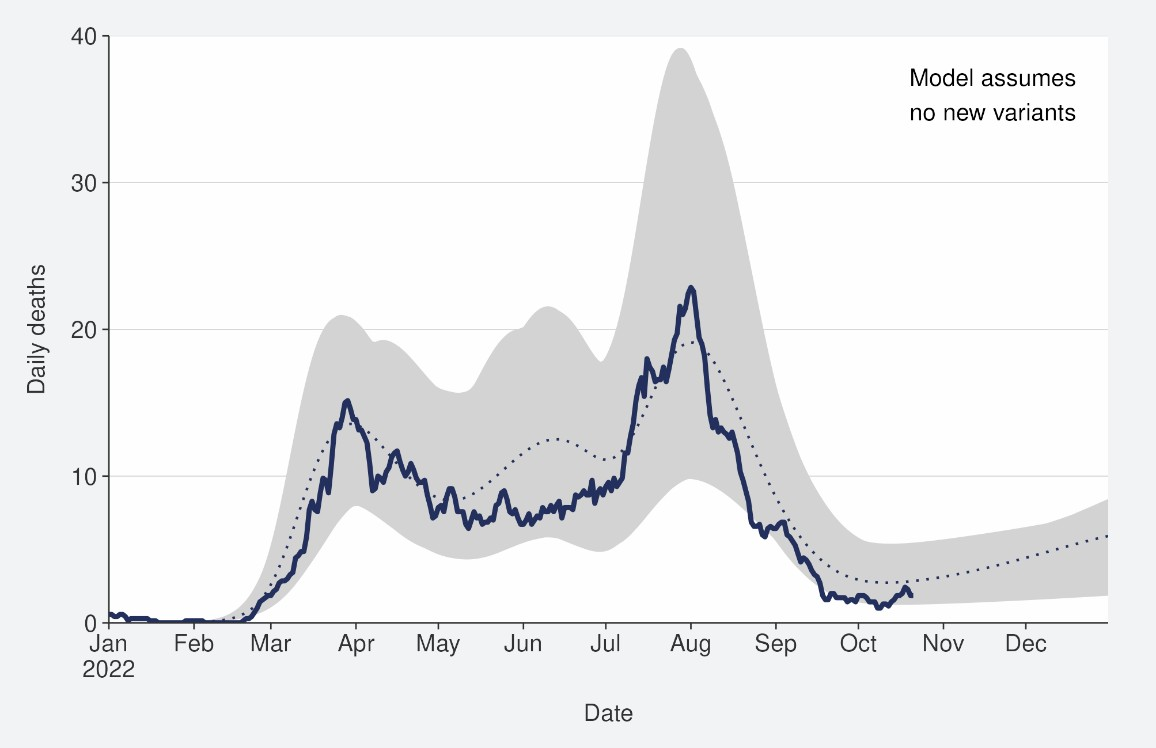 40
30
20
10
0
Daily deaths
Model assumes
no new variants
Jan Feb Mar Apr May Jun Jul Aug Sep Oct Nov Dec
2022
Date